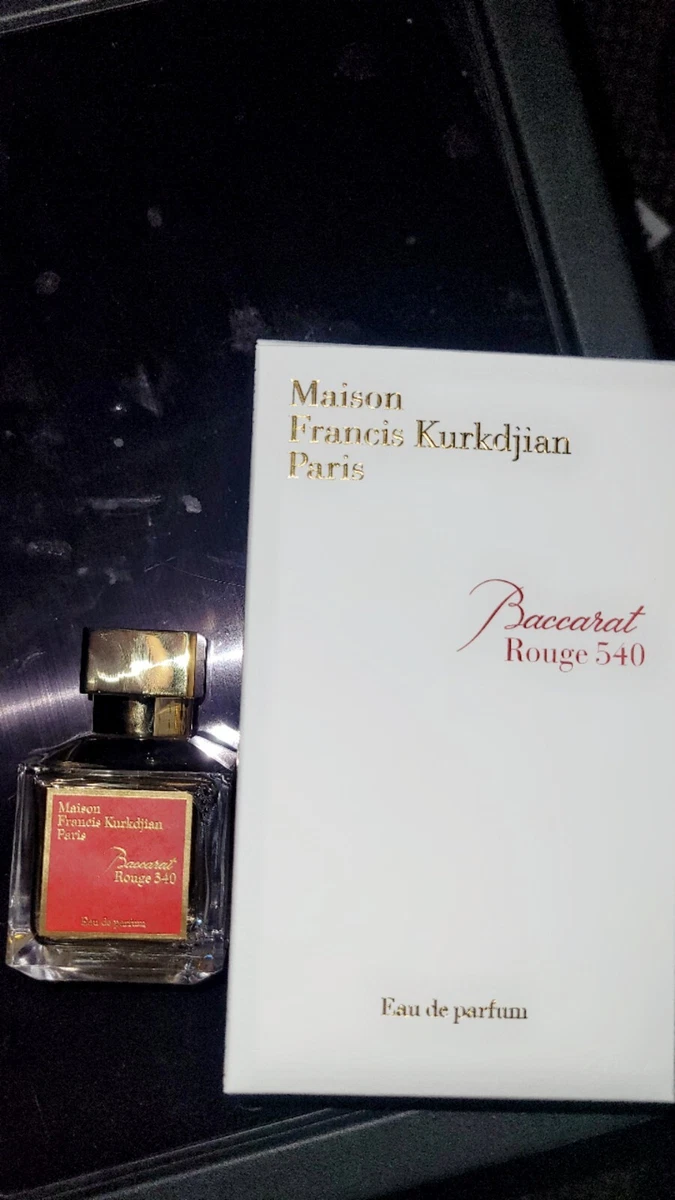 Maison
Francis Kurkdjian
Paris
Baccarat
Rouge 540
Eau de parfum
Maison
Francis Kurkdjian
Paris
Baccarat
Rouge 540
Eau de parfum